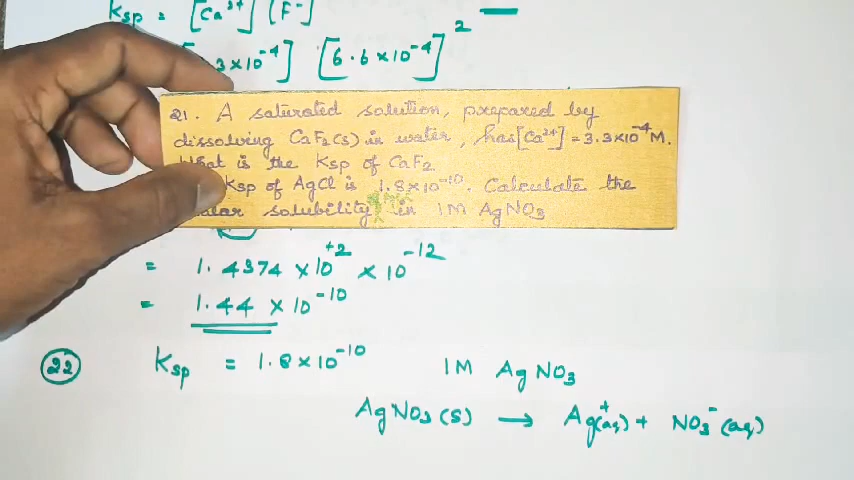 Ksp = [Ca²⁺] [F⁻]
3×10⁻⁴] [6.6×10⁻⁴]²
21. A saturated solution, prepared by
dissolving CaF₂(s) in water, has [Ca²⁺] = 3.3×10⁻⁴M.
What is the Ksp of CaF₂
Ksp of AgCl is 1.8×10⁻¹⁰. Calculate the
solubility in 1M AgNO₃
= 1.4374 × 10⁺² × 10⁻¹²
= 1.44 × 10⁻¹⁰
22 Ksp = 1.8×10⁻¹⁰ 1M AgNO₃
AgNO₃(s) → Ag⁺(aq) + NO₃⁻(aq)